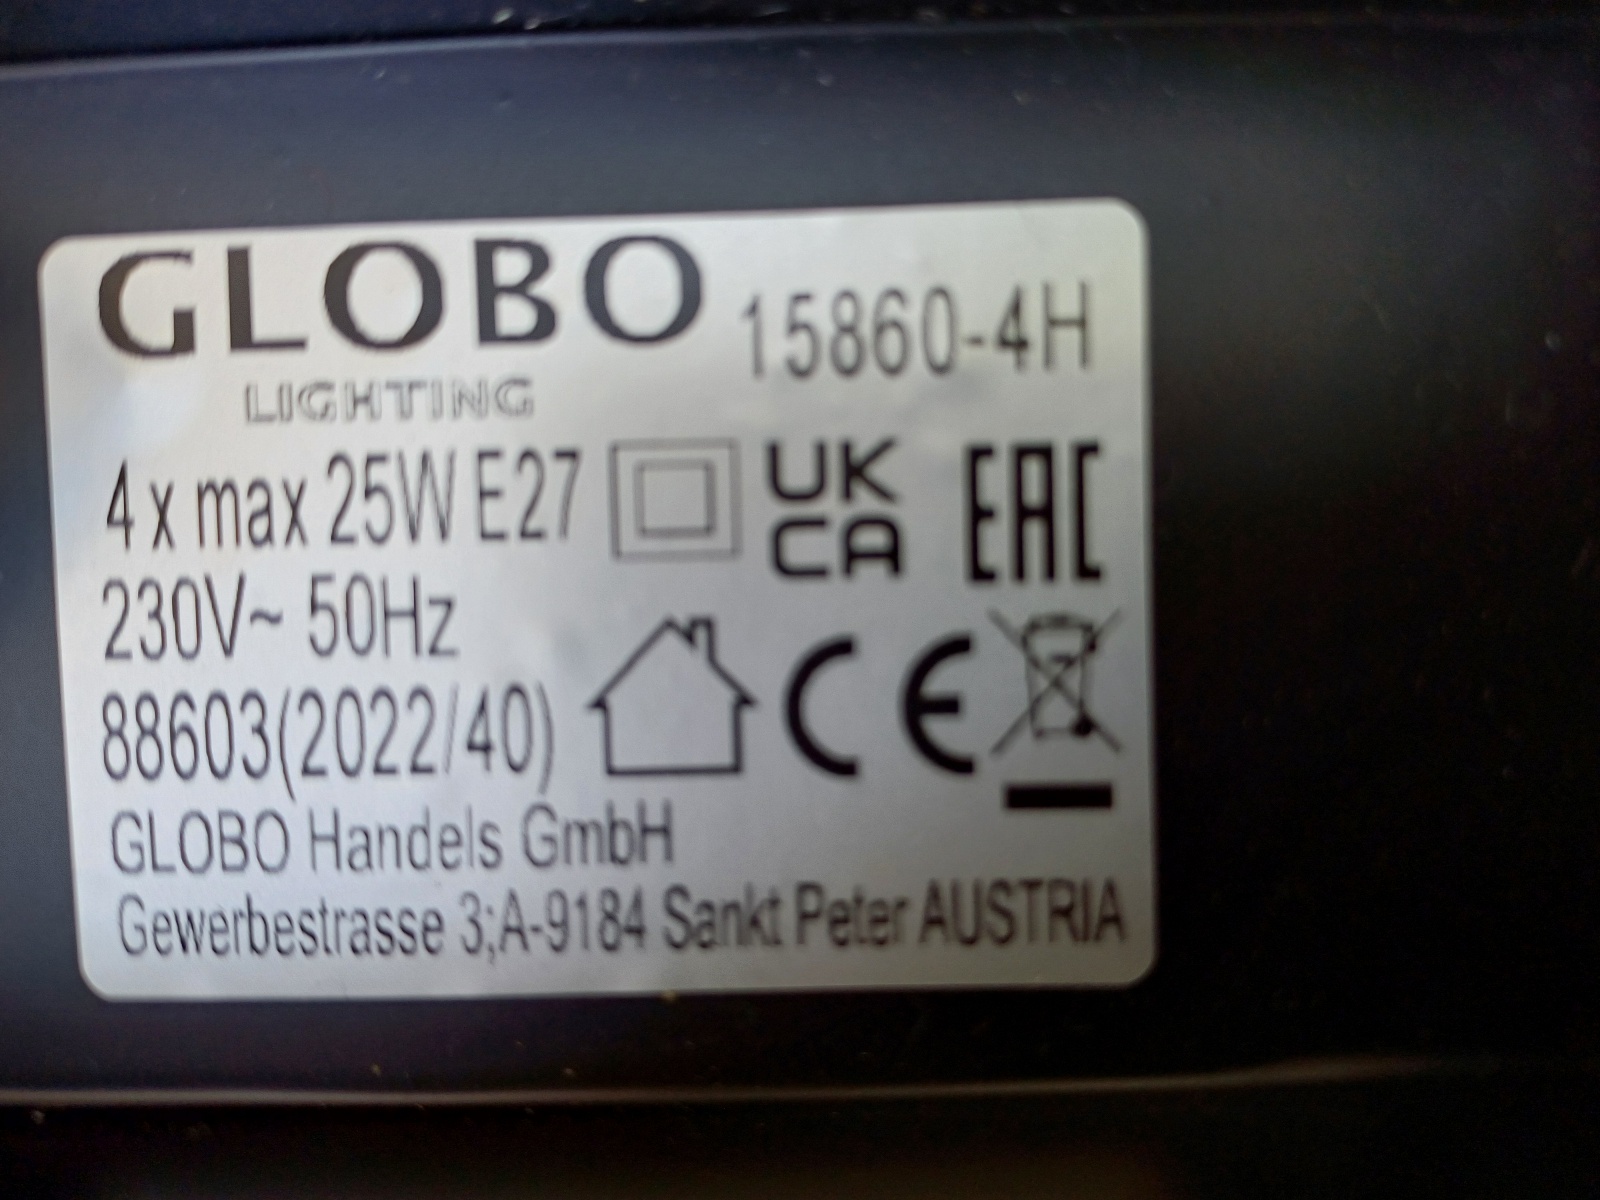 GLOBO 15860-4H
LIGHTING
4 x max 25W E27 UK
CA EAC
230V~ 50Hz
88603(2022/40) CE
GLOBO Handels GmbH
Gewerbestrasse 3;A-9184 Sankt Peter AUSTRIA